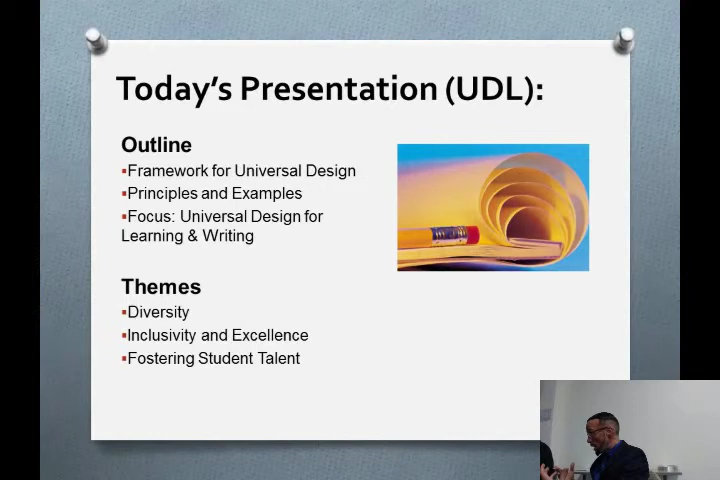 Today's Presentation (UDL):
Outline
▪Framework for Universal Design
▪Principles and Examples
▪Focus: Universal Design for
Learning & Writing
Themes
▪Diversity
▪Inclusivity and Excellence
▪Fostering Student Talent